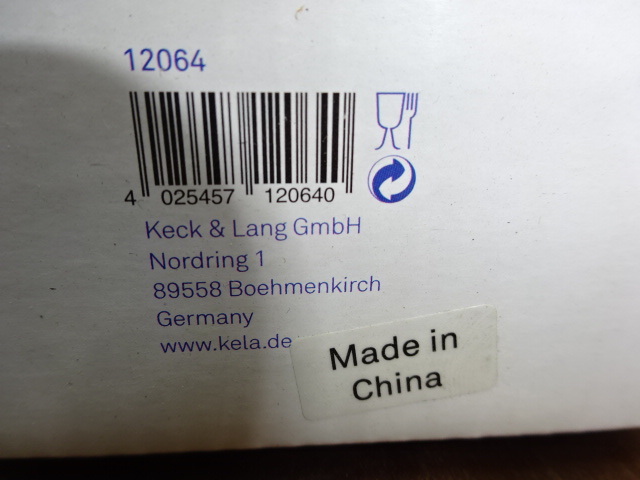 12064
4 025457 120640
Keck & Lang GmbH
Nordring 1
89558 Boehmenkirch
Germany
www.kela.de
Made in
China